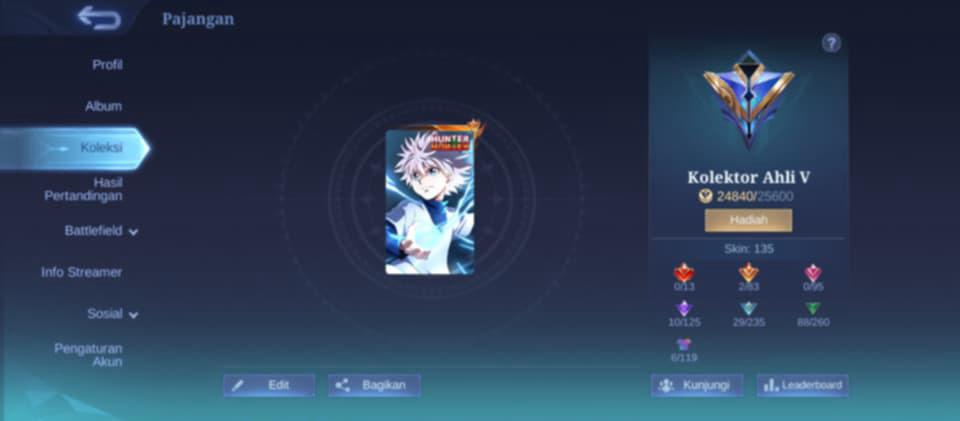 Pajangan
Profil
Album
Koleksi
Hasil
Pertandingan
Battlefield
Info Streamer
Sosial
Pengaturan
Akun
HUNTER
HUNTER
Edit
Bagikan
?
Kolektor Ahli V
24840/25600
Hadiah
Skin: 135
0/13
2/83
0/95
10/125
29/235
88/260
6/119
Kunjungi
Leaderboard